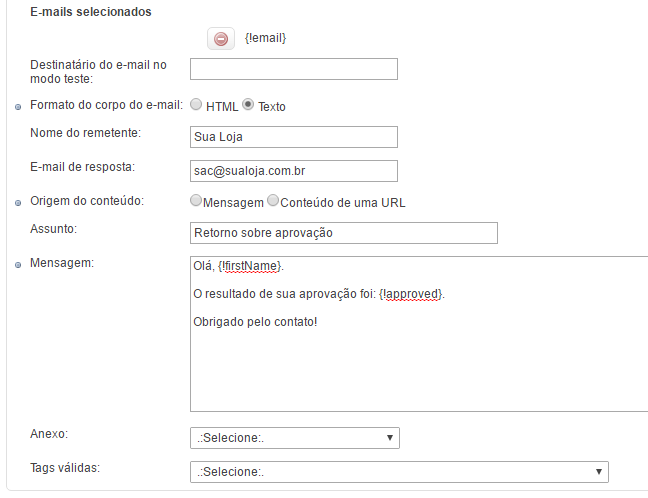 E-mails selecionados
{!email}
Destinatário do e-mail no
modo teste:
Formato do corpo do e-mail: HTML Texto
Nome do remetente: Sua Loja
E-mail de resposta: sac@sualoja.com.br
Origem do conteúdo: Mensagem Conteúdo de uma URL
Assunto: Retorno sobre aprovação
Mensagem: Olá, {!firstName}.
O resultado de sua aprovação foi: {!approved}.
Obrigado pelo contato!
Anexo: .:Selecione:.
Tags válidas: .:Selecione:.